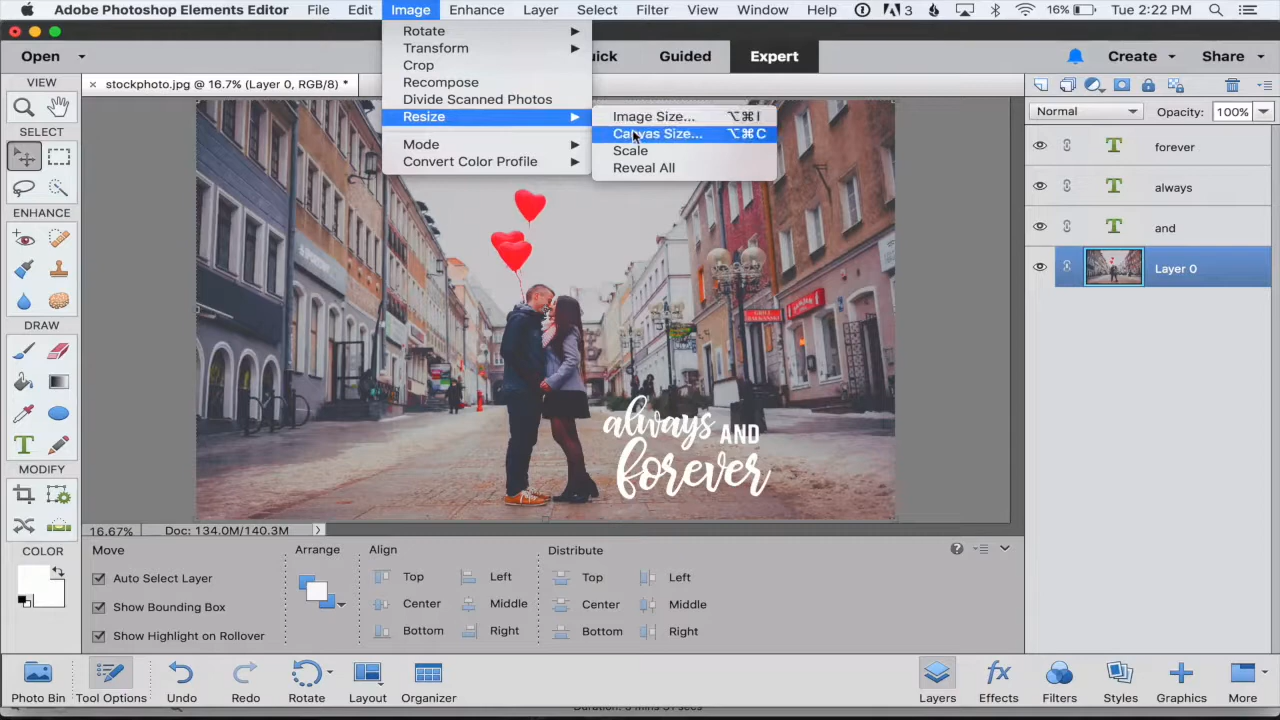 Adobe Photoshop Elements Editor File Edit Image Enhance Layer Select Filter View Window Help 3 16% Tue 2:22 PM
Open Quick Guided Expert Create Share
Rotate
Transform
Crop
Recompose
Divide Scanned Photos
Resize
Mode
Convert Color Profile
Image Size... ⌥⌘I
Canvas Size... ⌥⌘C
Scale
Reveal All
VIEW
SELECT
ENHANCE
DRAW
MODIFY
COLOR
× stockphoto.jpg @ 16.7% (Layer 0, RGB/8) *
Normal Opacity: 100%
forever
always
and
Layer 0
always AND
forever
16.67% Doc: 134.0M/140.3M
Move Arrange Align Distribute
Auto Select Layer Top Left Top Left
Show Bounding Box Center Middle Center Middle
Show Highlight on Rollover Bottom Right Bottom Right
Photo Bin Tool Options Undo Redo Rotate Layout Organizer Layers Effects Filters Styles Graphics More